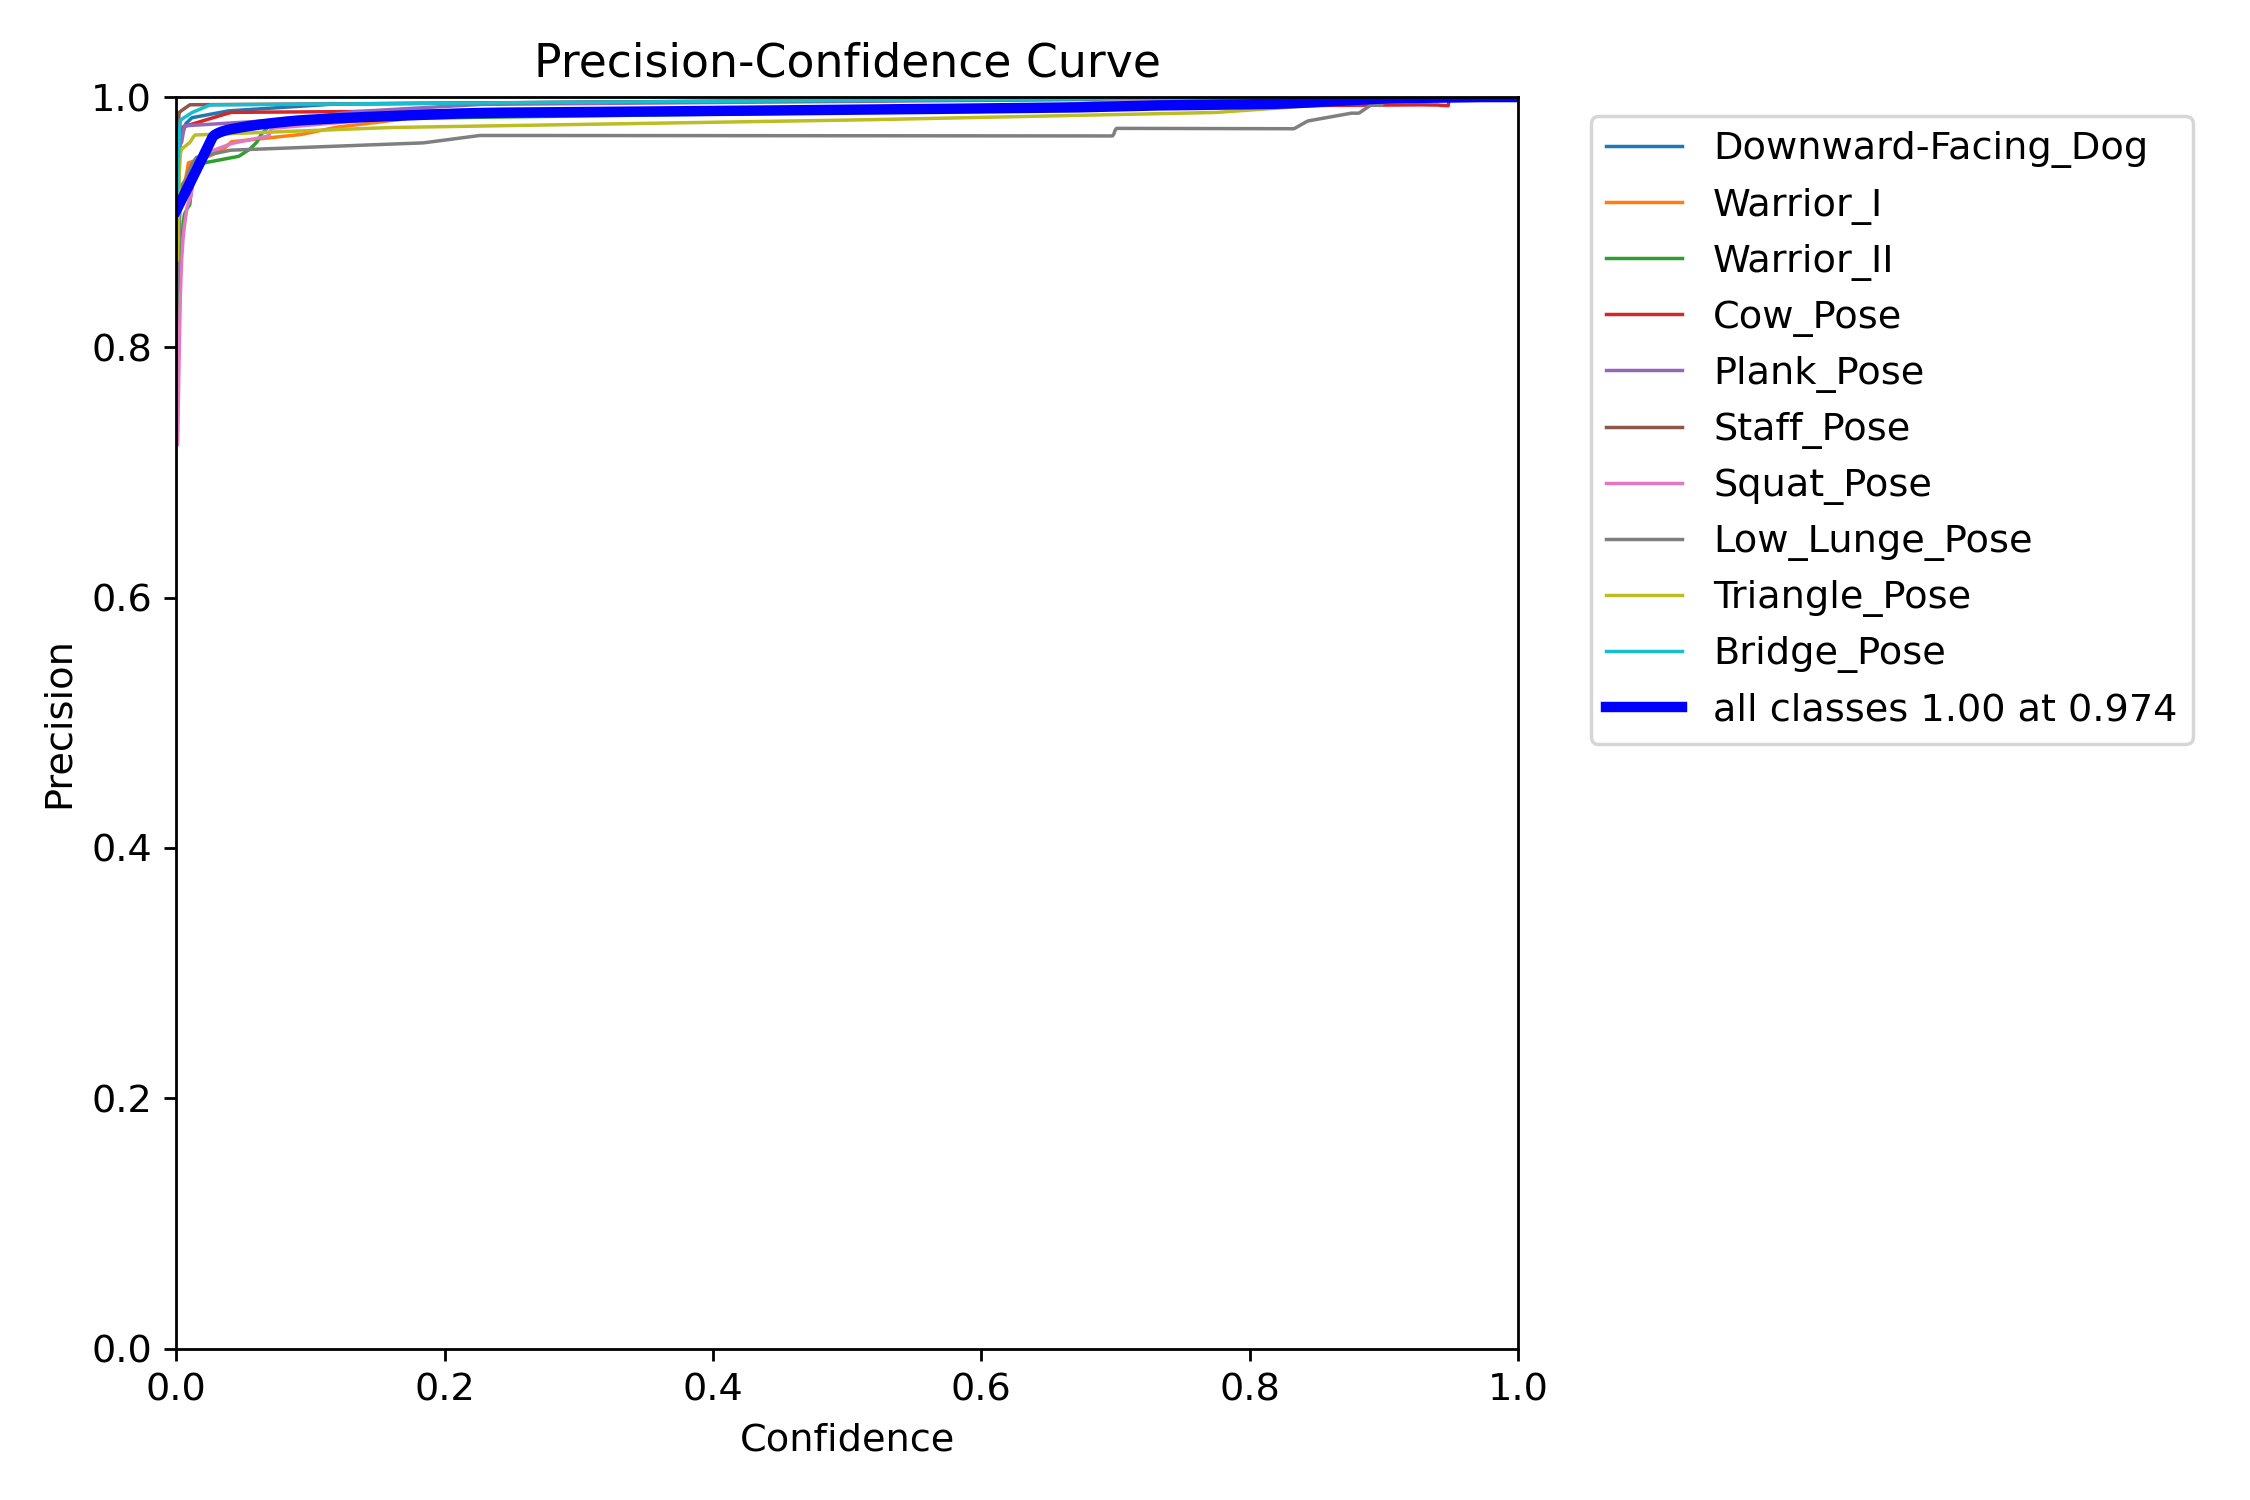 Precision-Confidence Curve
1.0
0.8
0.6
0.4
0.2
0.0
Precision
0.0 0.2 0.4 0.6 0.8 1.0
Confidence
Downward-Facing_Dog
Warrior_I
Warrior_II
Cow_Pose
Plank_Pose
Staff_Pose
Squat_Pose
Low_Lunge_Pose
Triangle_Pose
Bridge_Pose
all classes 1.00 at 0.974